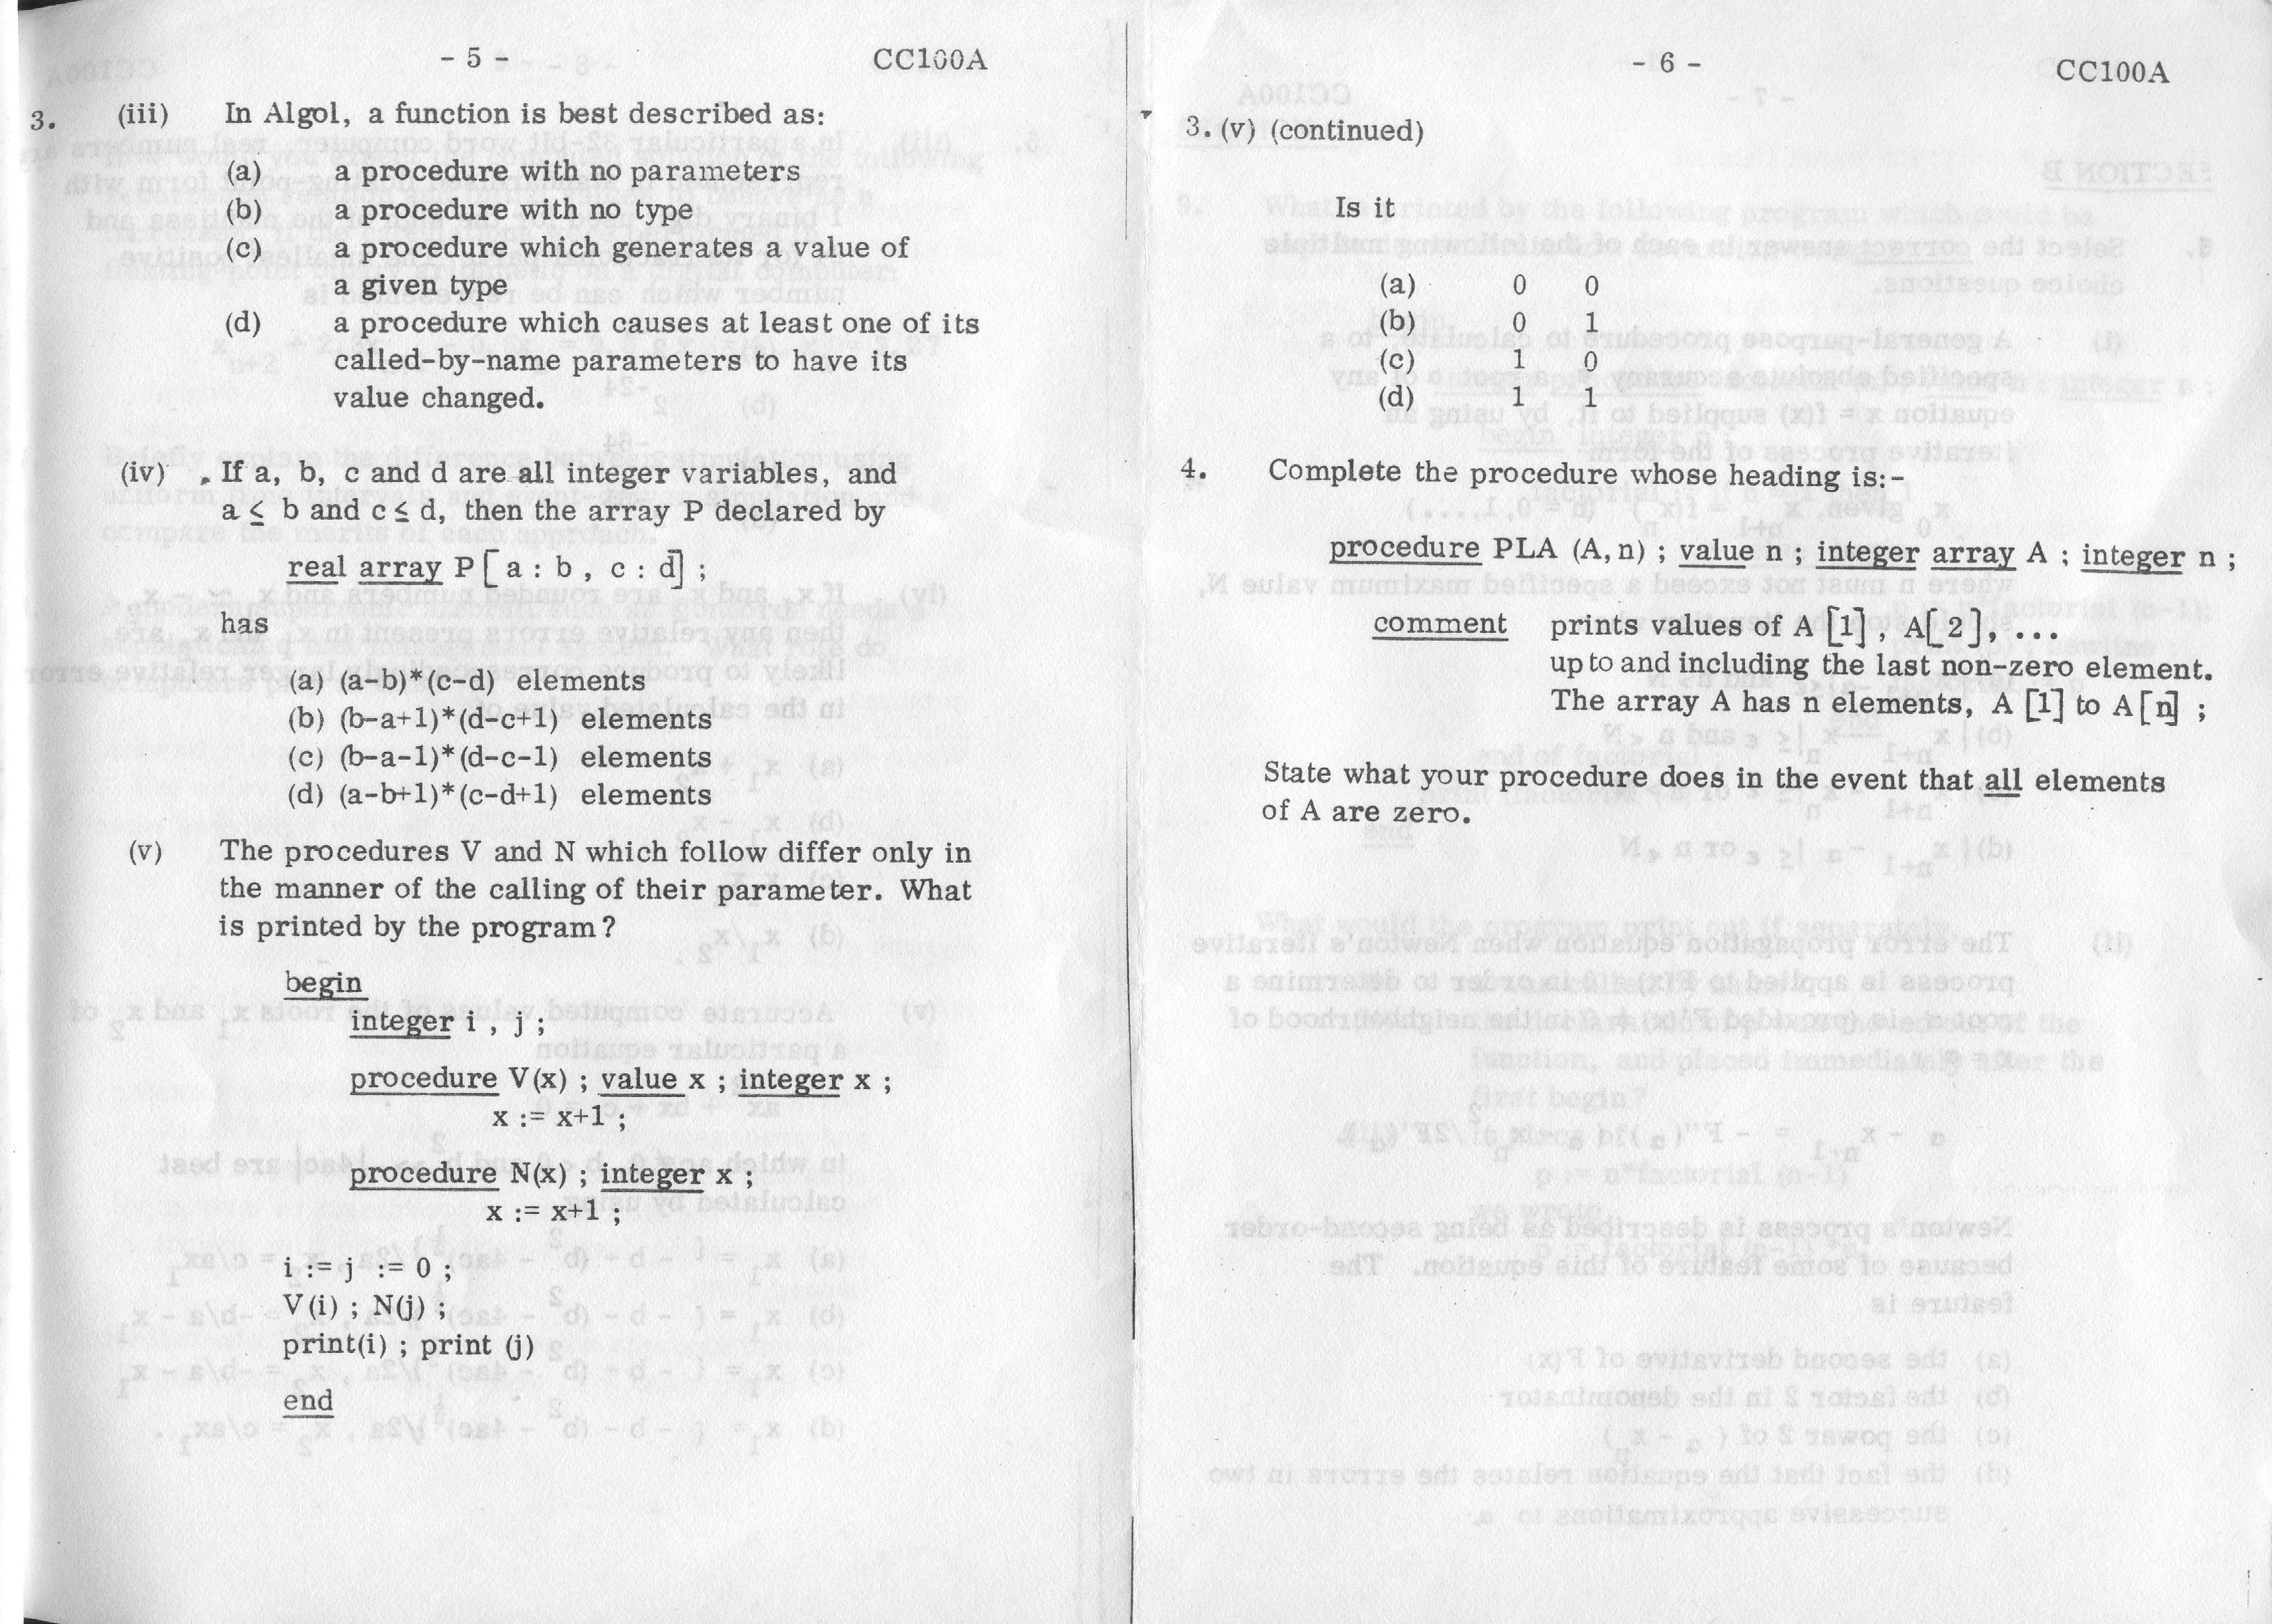 - 5 -
CC100A
3. (iii) In Algol, a function is best described as:
(a) a procedure with no parameters
(b) a procedure with no type
(c) a procedure which generates a value of
a given type
(d) a procedure which causes at least one of its
called-by-name parameters to have its
value changed.
(iv) If a, b, c and d are all integer variables, and
a ≤ b and c ≤ d, then the array P declared by
real array P [ a : b , c : d ] ;
has
(a) (a-b)*(c-d) elements
(b) (b-a+1)*(d-c+1) elements
(c) (b-a-1)*(d-c-1) elements
(d) (a-b+1)*(c-d+1) elements
(v) The procedures V and N which follow differ only in
the manner of the calling of their parameter. What
is printed by the program?
begin
integer i , j ;
procedure V(x) ; value x ; integer x ;
x := x+1 ;
procedure N(x) ; integer x ;
x := x+1 ;
i := j := 0 ;
V(i) ; N(j) ;
print(i) ; print (j)
end
- 6 -
CC100A
3. (v) (continued)
Is it
(a) 0 0
(b) 0 1
(c) 1 0
(d) 1 1
4. Complete the procedure whose heading is:-
procedure PLA (A, n) ; value n ; integer array A ; integer n ;
comment prints values of A [1] , A[ 2] , ...
up to and including the last non-zero element.
The array A has n elements, A [1] to A[n] ;
State what your procedure does in the event that all elements
of A are zero.